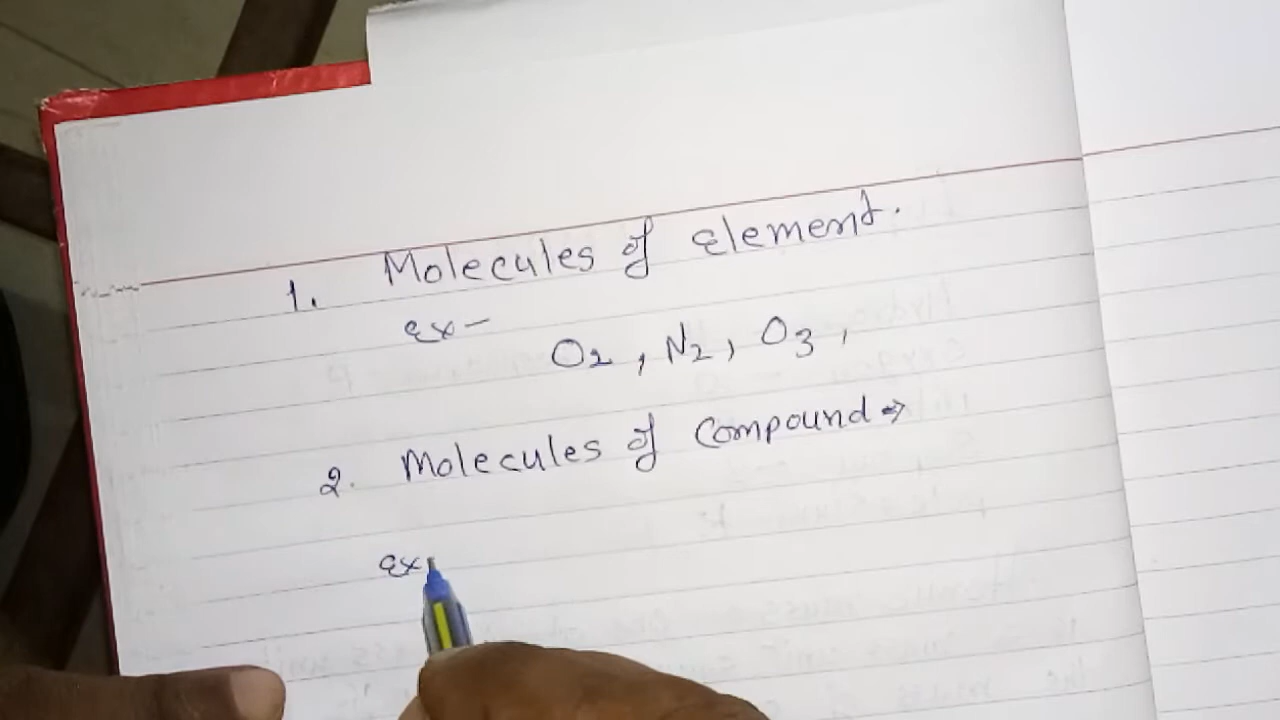 1. Molecules of element.
ex-
O2, N2, O3,
2. Molecules of compound⇒
ex